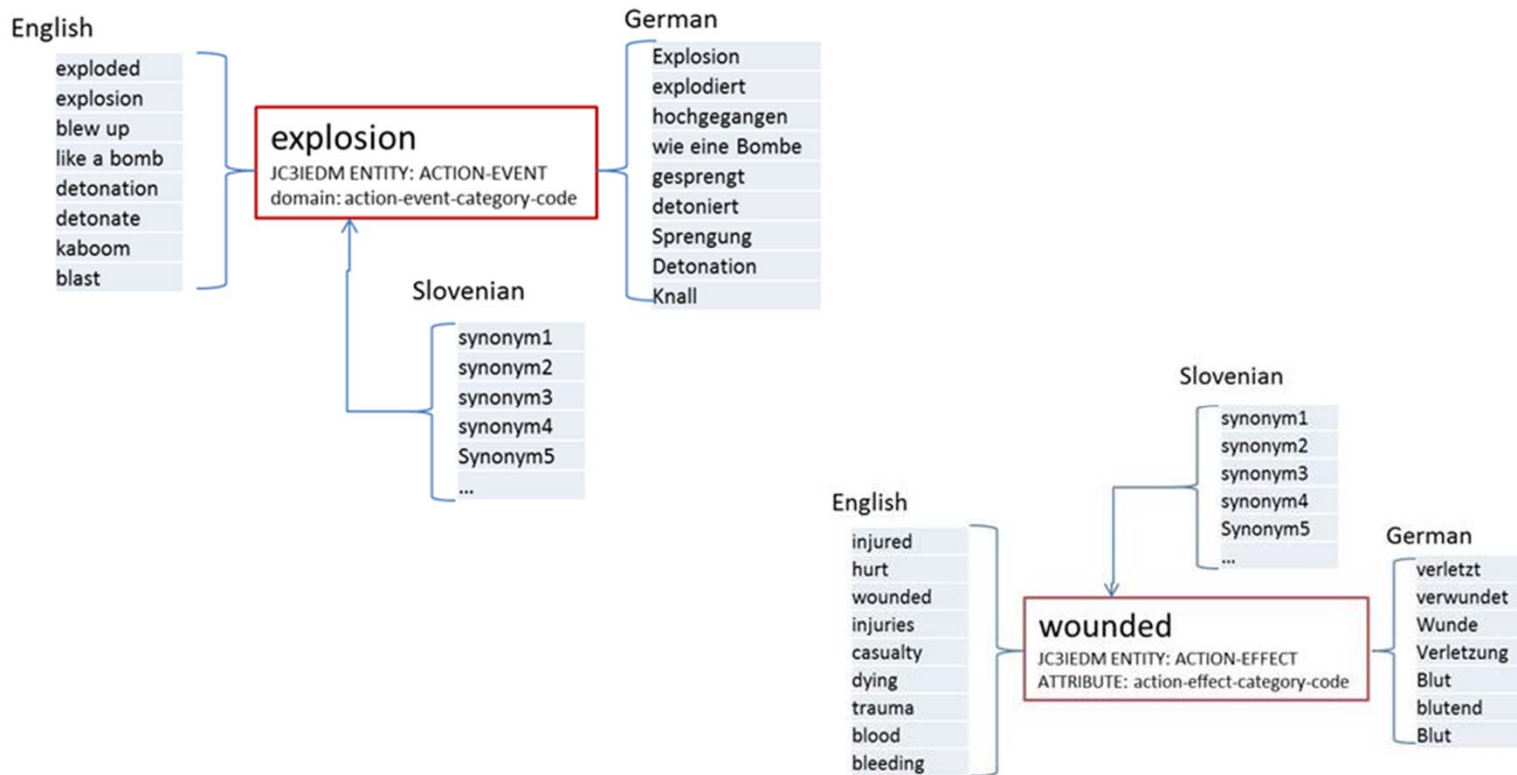 English
exploded
explosion
blew up
like a bomb
detonation
detonate
kaboom
blast
explosion
JC3IEDM ENTITY: ACTION-EVENT
domain: action-event-category-code
German
Explosion
explodiert
hochgegangen
wie eine Bombe
gesprengt
detoniert
Sprengung
Detonation
Knall
Slovenian
synonym1
synonym2
synonym3
synonym4
Synonym5
...
Slovenian
synonym1
synonym2
synonym3
synonym4
Synonym5
...
English
injured
hurt
wounded
injuries
casualty
dying
trauma
blood
bleeding
wounded
JC3IEDM ENTITY: ACTION-EFFECT
ATTRIBUTE: action-effect-category-code
German
verletzt
verwundet
Wunde
Verletzung
Blut
blutend
Blut